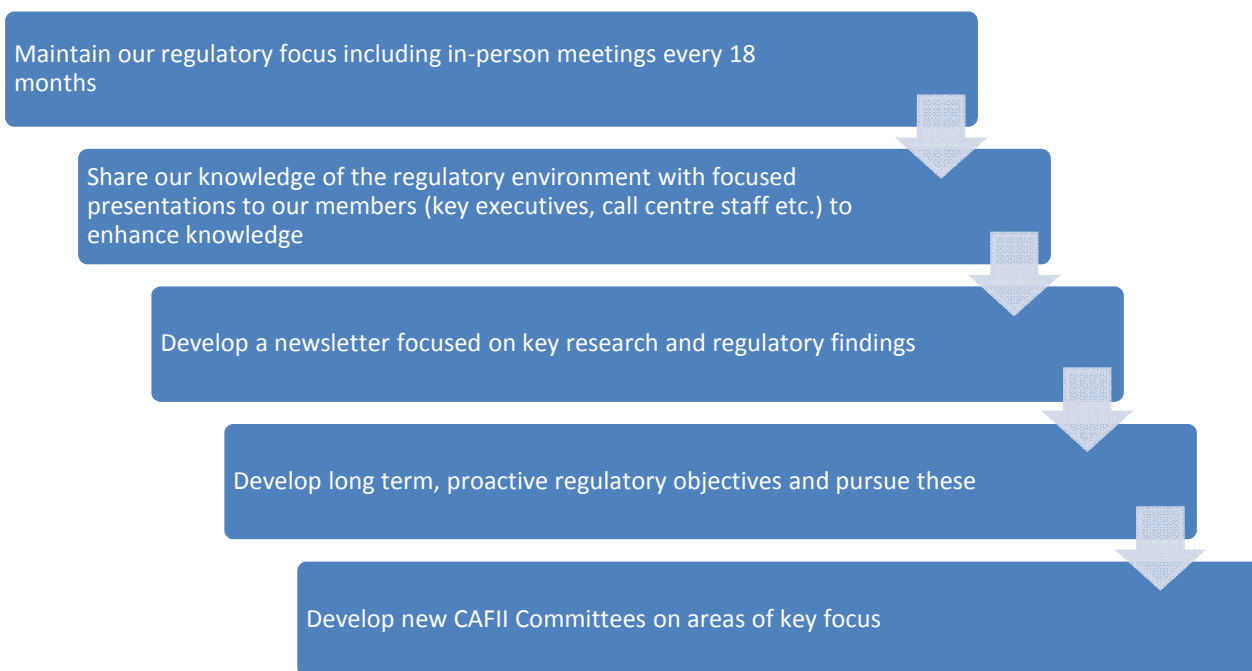 Maintain our regulatory focus including in-person meetings every 18
months
Share our knowledge of the regulatory environment with focused
presentations to our members (key executives, call centre staff etc.) to
enhance knowledge
Develop a newsletter focused on key research and regulatory findings
Develop long term, proactive regulatory objectives and pursue these
Develop new CAFII Committees on areas of key focus